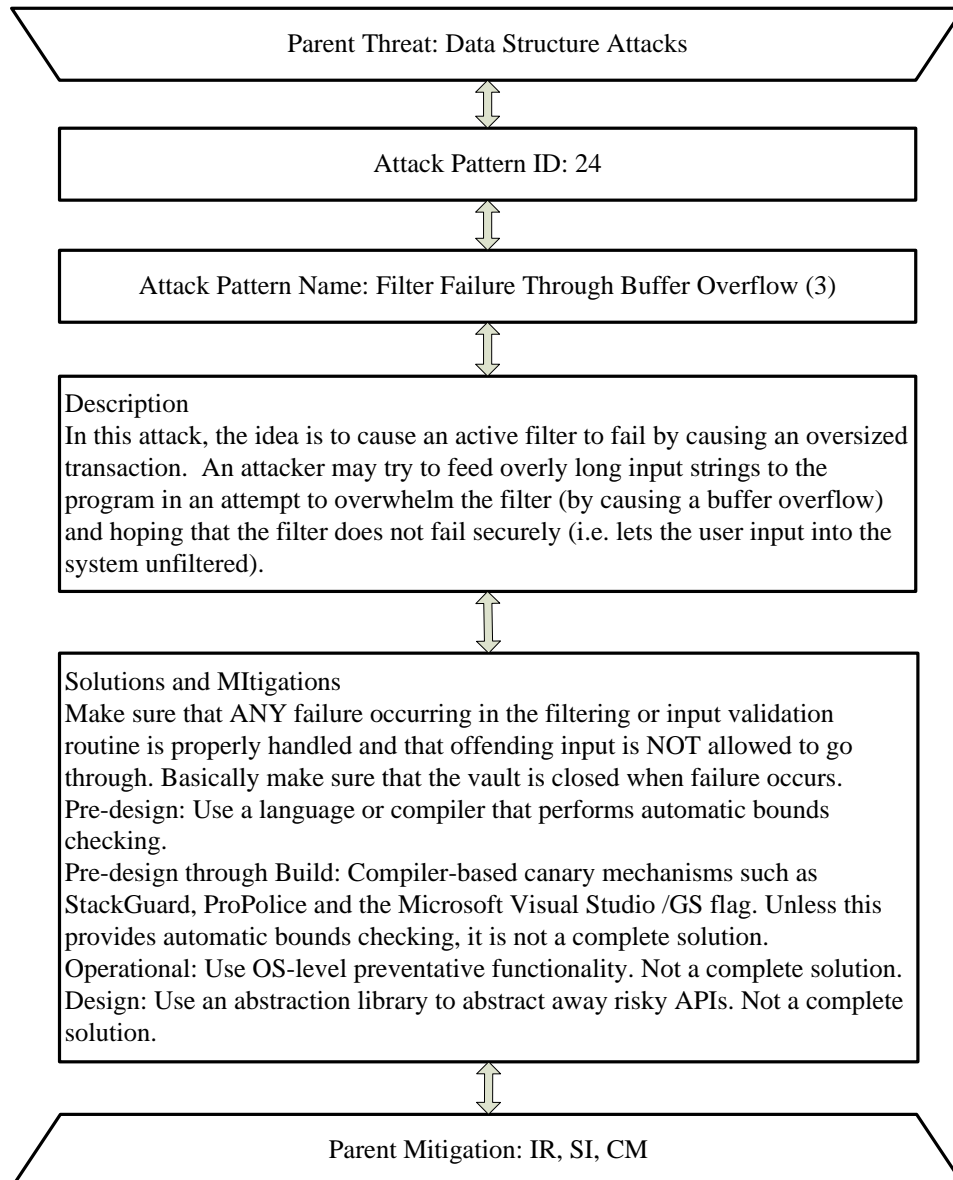 Parent Threat: Data Structure Attacks
Attack Pattern ID: 24
Attack Pattern Name: Filter Failure Through Buffer Overflow (3)
Description
In this attack, the idea is to cause an active filter to fail by causing an oversized
transaction.  An attacker may try to feed overly long input strings to the
program in an attempt to overwhelm the filter (by causing a buffer overflow)
and hoping that the filter does not fail securely (i.e. lets the user input into the
system unfiltered).
Solutions and MItigations
Make sure that ANY failure occurring in the filtering or input validation
routine is properly handled and that offending input is NOT allowed to go
through. Basically make sure that the vault is closed when failure occurs.
Pre-design: Use a language or compiler that performs automatic bounds
checking.
Pre-design through Build: Compiler-based canary mechanisms such as
StackGuard, ProPolice and the Microsoft Visual Studio /GS flag. Unless this
provides automatic bounds checking, it is not a complete solution.
Operational: Use OS-level preventative functionality. Not a complete solution.
Design: Use an abstraction library to abstract away risky APIs. Not a complete
solution.
Parent Mitigation: IR, SI, CM